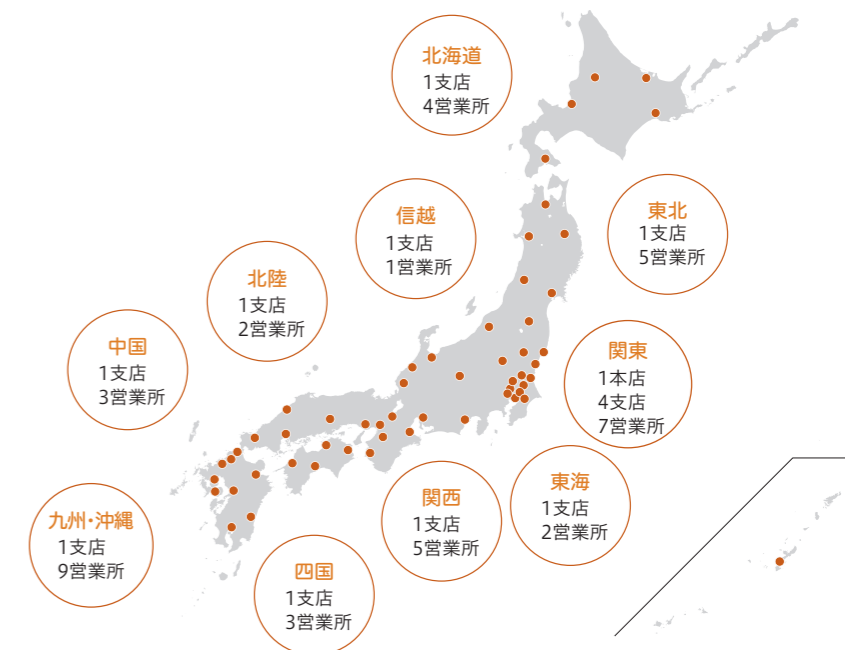 北海道
1支店
4営業所
信越
1支店
1営業所
東北
1支店
5営業所
北陸
1支店
2営業所
中国
1支店
3営業所
関東
1本店
4支店
7営業所
東海
1支店
2営業所
関西
1支店
5営業所
九州・沖縄
1支店
9営業所
四国
1支店
3営業所